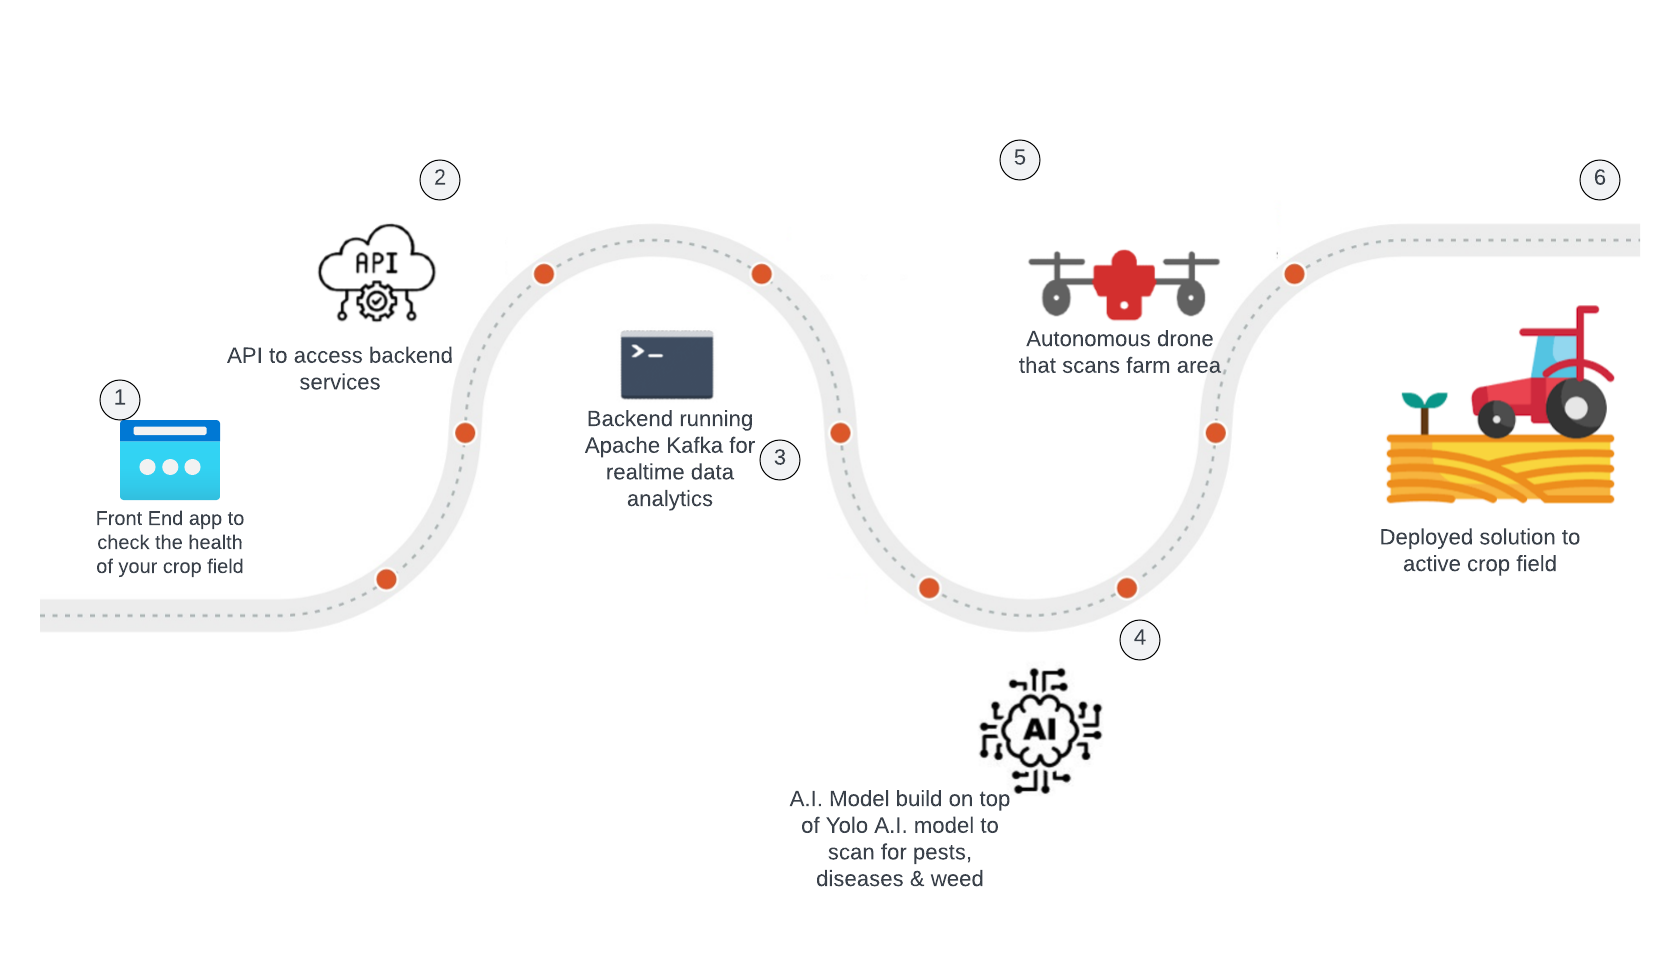 1
Front End app to
check the health
of your crop field
2
API
API to access backend
services
>_
Backend running
Apache Kafka for
realtime data
analytics
3
4
AI
A.I. Model build on top
of Yolo A.I. model to
scan for pests,
diseases & weed
5
Autonomous drone
that scans farm area
6
Deployed solution to
active crop field